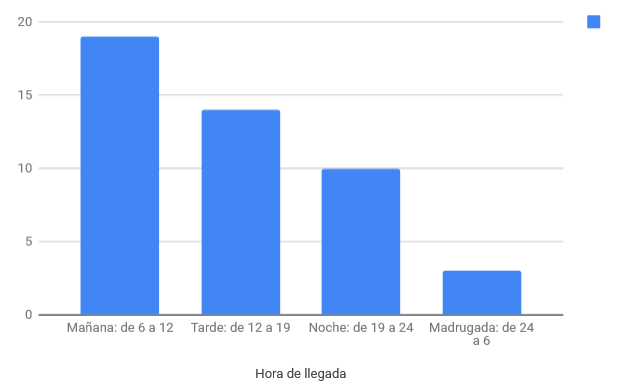 20
15
10
5
0
Mañana: de 6 a 12
Tarde: de 12 a 19
Noche: de 19 a 24
Madrugada: de 24
a 6
Hora de llegada